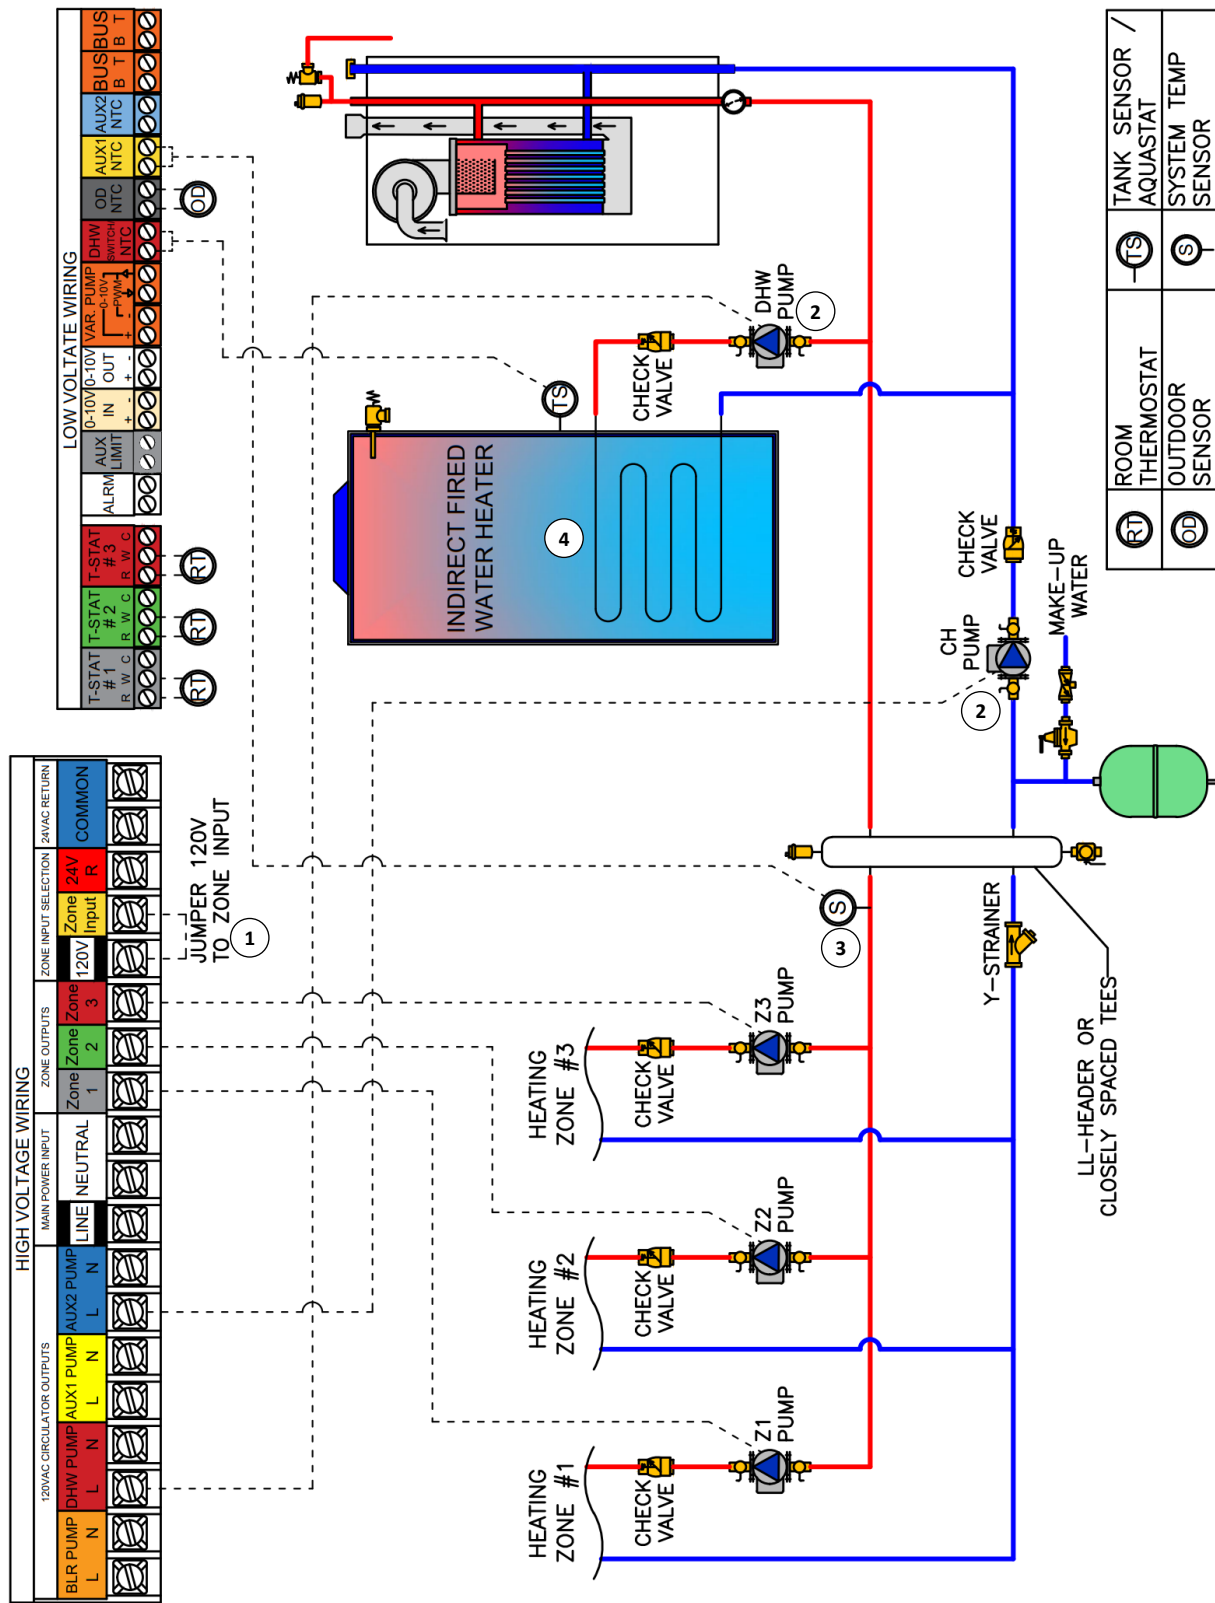 HIGH VOLTAGE WIRING
120VAC CIRCULATOR OUTPUTS
MAIN POWER INPUT
ZONE OUTPUTS
ZONE INPUT SELECTION
24VAC RETURN
BLR PUMP
L N
DHW PUMP
L N
AUX1 PUMP
L N
AUX2 PUMP
L N
LINE
NEUTRAL
Zone
1
Zone
2
Zone
3
120V
Zone
Input
24V
R
COMMON
JUMPER 120V
TO ZONE INPUT
1
LOW VOLTATE WIRING
T-STAT
# 1
R W C
T-STAT
# 2
R W C
T-STAT
# 3
R W C
ALRM
AUX
LIMIT
0-10V
IN
+ -
0-10V
OUT
+ -
VAR. PUMP
0-10V
PWM
+ -
DHW
SWITCH/
NTC
OD
NTC
AUX1
NTC
AUX2
NTC
BUS
B T
BUS
B T
RT
RT
RT
OD
INDIRECT FIRED
WATER HEATER
4
TS
CHECK
VALVE
DHW
PUMP
2
HEATING
ZONE #1
CHECK
VALVE
Z1
PUMP
HEATING
ZONE #2
CHECK
VALVE
Z2
PUMP
HEATING
ZONE #3
CHECK
VALVE
Z3
PUMP
S
3
CH
PUMP
2
CHECK
VALVE
MAKE-UP
WATER
Y-STRAINER
LL-HEADER OR
CLOSELY SPACED TEES
RT
ROOM
THERMOSTAT
TS
TANK SENSOR /
AQUASTAT
OD
OUTDOOR
SENSOR
S
SYSTEM TEMP
SENSOR